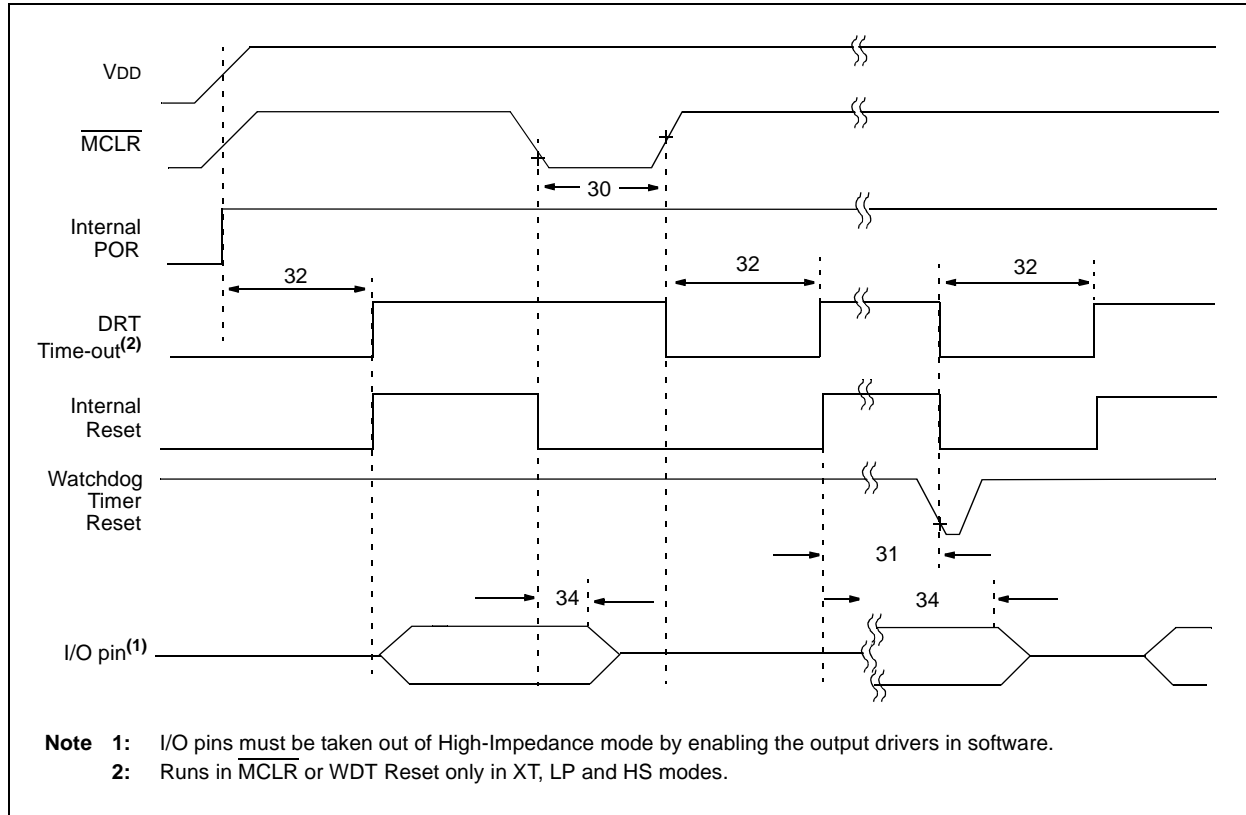 VDD
MCLR
30
Internal
POR
32
32
32
DRT
Time-out(2)
Internal
Reset
Watchdog
Timer
Reset
31
34
34
I/O pin(1)
Note 1: I/O pins must be taken out of High-Impedance mode by enabling the output drivers in software.
2: Runs in MCLR or WDT Reset only in XT, LP and HS modes.